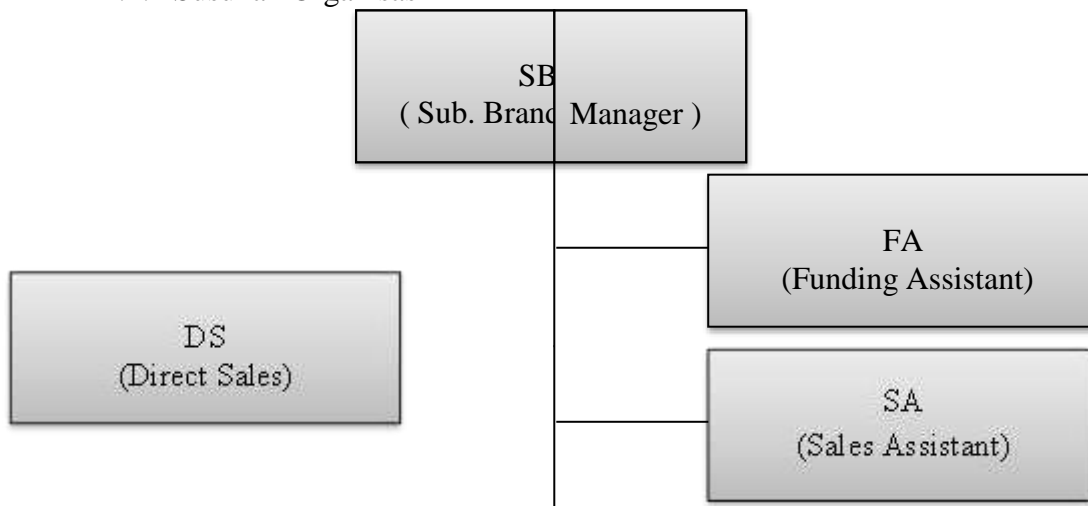 SB
( Sub. Brand Manager )
FA
(Funding Assistant)
DS
(Direct Sales)
SA
(Sales Assistant)